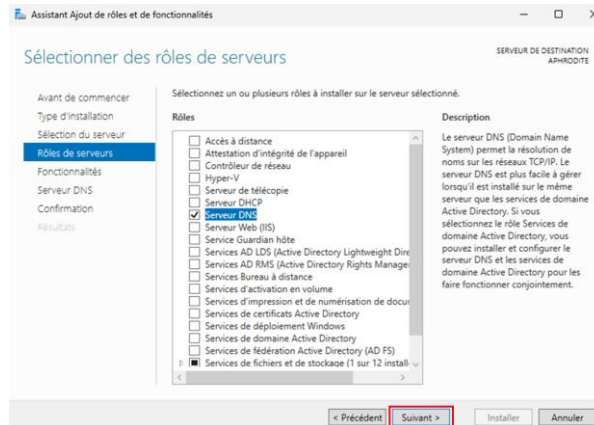 Assistant Ajout de rôles et de fonctionnalités
Sélectionner des rôles de serveurs
SERVEUR DE DESTINATION
APHRODITE
Avant de commencer
Type d'installation
Sélection du serveur
Rôles de serveurs
Fonctionnalités
Serveur DNS
Confirmation
Résultats
Sélectionnez un ou plusieurs rôles à installer sur le serveur sélectionné.
Rôles
Accès à distance
Attestation d'intégrité de l'appareil
Contrôleur de réseau
Hyper-V
Serveur de télécopie
Serveur DHCP
Serveur DNS
Serveur Web (IIS)
Service Guardian hôte
Services AD LDS (Active Directory Lightweight Dire
Services AD RMS (Active Directory Rights Manage
Services Bureau à distance
Services d'activation en volume
Services d'impression et de numérisation de docu
Services de certificats Active Directory
Services de déploiement Windows
Services de domaine Active Directory
Services de fédération Active Directory (AD FS)
Services de fichiers et de stockage (1 sur 12 install
Description
Le serveur DNS (Domain Name
System) permet la résolution de
noms sur les réseaux TCP/IP. Le
serveur DNS est plus facile à gérer
lorsqu'il est installé sur le même
serveur que les services de domaine
Active Directory. Si vous
sélectionnez le rôle Services de
domaine Active Directory, vous
pouvez installer et configurer le
serveur DNS et les services de
domaine Active Directory pour les
faire fonctionner conjointement.
< Précédent
Suivant >
Installer
Annuler